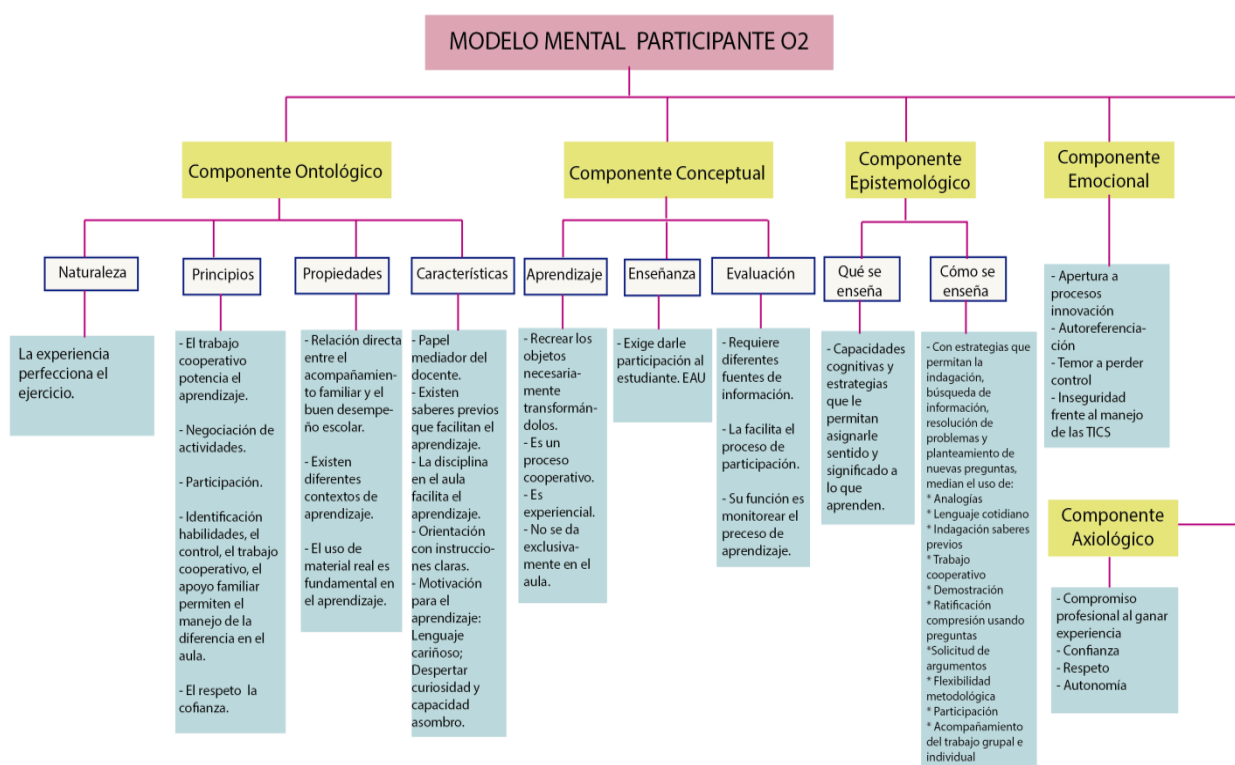 MODELO MENTAL  PARTICIPANTE O2
Componente Ontológico
Componente Conceptual
Componente
Epistemológico
Componente
Emocional
Naturaleza
Principios
Propiedades
Características
Aprendizaje
Enseñanza
Evaluación
Qué se
enseña
Cómo se
enseña
La experiencia
perfecciona el
ejercicio.
- El trabajo
cooperativo
potencia el
aprendizaje.
- Negociación de
actividades.
- Participación.
- Identificación
habilidades, el
control, el trabajo
cooperativo, el
apoyo familiar
permiten el
manejo de la
diferencia en el
aula.
- El respeto  la
cofianza.
- Relación directa
entre el
acompañamiento
familiar y el
buen desempe-
ño escolar.
- Existen
diferentes
contextos de
aprendizaje.
- El uso de
material real es
fundamental en
el aprendizaje.
- Papel
mediador del
docente.
- Existen
saberes previos
que facilitan el
aprendizaje.
- La disciplina
en el aula
facilita el
aprendizaje.
- Orientación
con instruccio-
nes claras.
- Motivación
para el
aprendizaje:
Lenguaje
cariñoso;
Despertar
curiosidad y
capacidad
asombro.
- Recrear los
objetos
necesaria-
mente
transformán-
dolos.
- Es un
proceso
cooperativo.
- Es
experiencial.
- No se da
exclusiva-
mente en el
aula.
- Exige darle
participación al
estudiante. EAU
- Requiere
diferentes
fuentes de
información.
- La facilita el
proceso de
participación.
- Su función es
monitorear el
preceso de
aprendizaje.
- Capacidades
cognitivas y
estrategias que
le permitan
asignarle
sentido y
significado a
lo que
aprenden.
- Con estrategias que
permitan la
indagación,
búsqueda de
información,
resolución de
problemas y
planteamiento de
nuevas preguntas,
median el uso de:
* Analogías
* Lenguaje cotidiano
* Indagación saberes
previos
* Trabajo
cooperativo
* Demostración
* Ratificación
compresión usando
preguntas
*Solicitud de
argumentos
* Flexibilidad
metodológica
* Participación
* Acompañamiento
del trabajo grupal e
individual
- Apertura a
procesos
innovación
- Autoreferencia-
ción
- Temor a perder
control
- Inseguridad
frente al manejo
de las TICS
Componente
Axiológico
- Compromiso
profesional al ganar
experiencia
- Confianza
- Respeto
- Autonomía